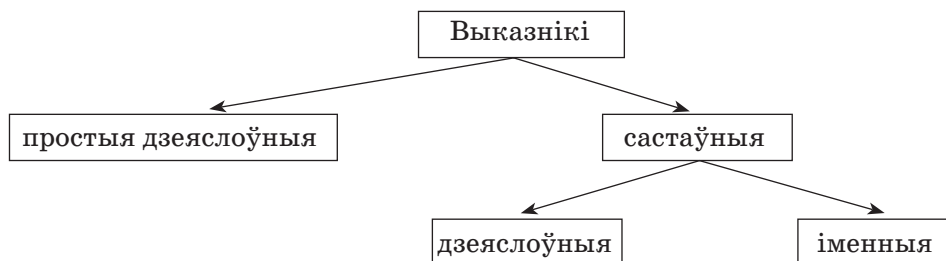 Выказнікі
простыя дзеяслоўныя
састаўныя
дзеяслоўныя
іменныя